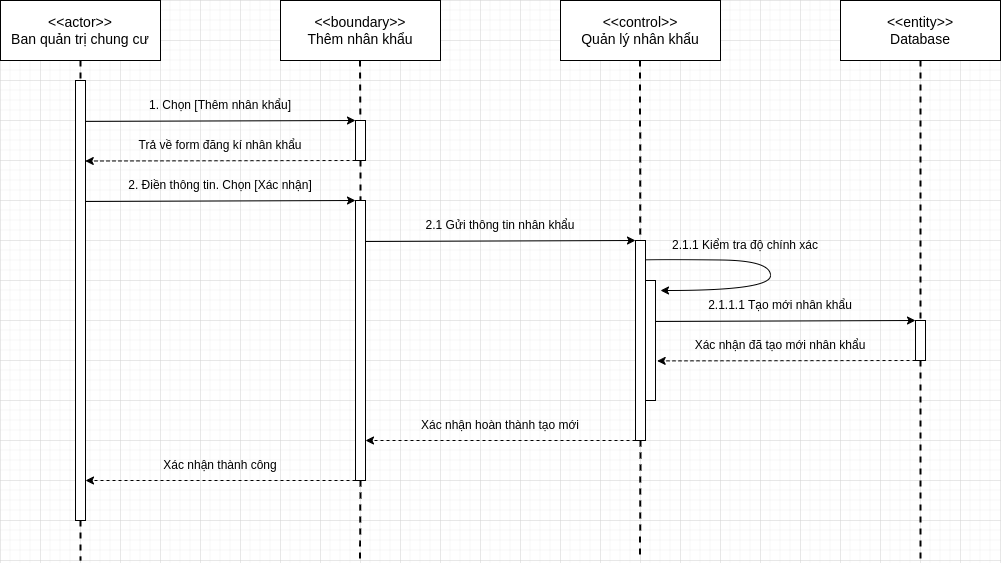 <<actor>>
Ban quản trị chung cư
<<boundary>>
Thêm nhân khẩu
<<control>>
Quản lý nhân khẩu
<<entity>>
Database
1. Chọn [Thêm nhân khẩu]
Trả về form đăng kí nhân khẩu
2. Điền thông tin. Chọn [Xác nhận]
2.1 Gửi thông tin nhân khẩu
2.1.1 Kiểm tra độ chính xác
2.1.1.1 Tạo mới nhân khẩu
Xác nhận đã tạo mới nhân khẩu
Xác nhận hoàn thành tạo mới
Xác nhận thành công